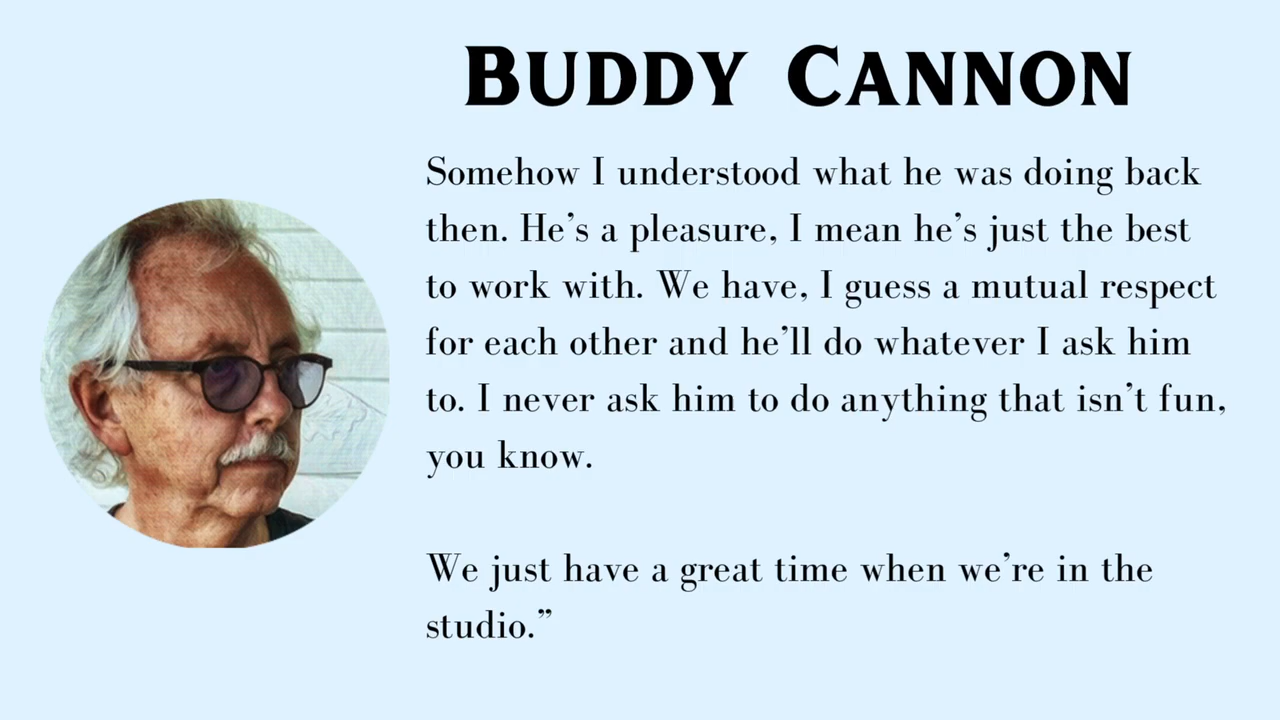 Buddy Cannon
Somehow I understood what he was doing back
then. He’s a pleasure, I mean he’s just the best
to work with. We have, I guess a mutual respect
for each other and he’ll do whatever I ask him
to. I never ask him to do anything that isn’t fun,
you know.
We just have a great time when we’re in the
studio.”